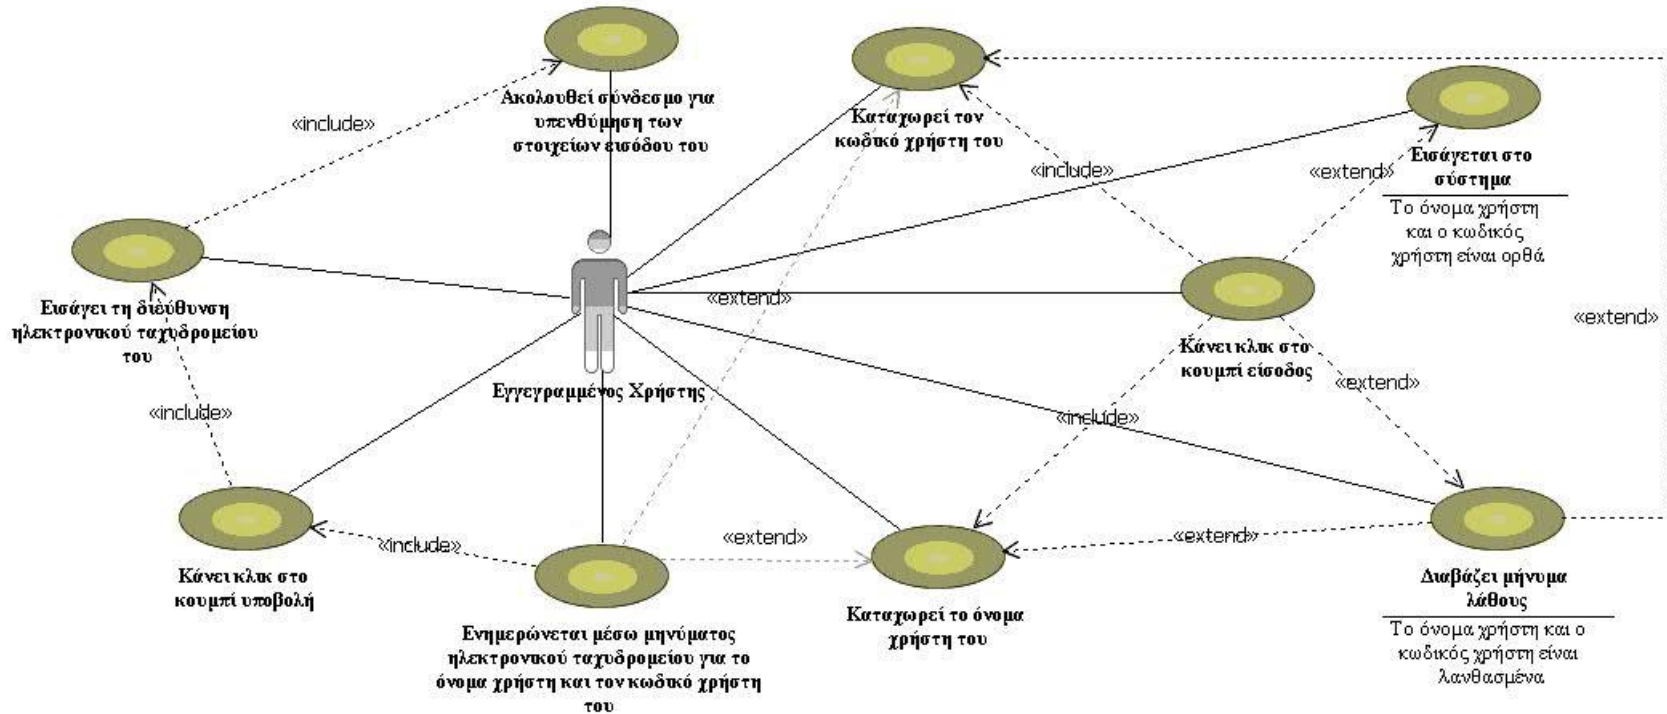 Ακολουθεί σύνδεσμο για
υπενθύμηση των
στοιχείων εισόδου του
«include»
Καταχωρεί τον
κωδικό χρήστη του
«include»
«extend»
Εισάγεται στο
σύστημα
Το όνομα χρήστη
και ο κωδικός
χρήστη είναι ορθά
Εισάγει τη διεύθυνση
ηλεκτρονικού ταχυδρομείου
του
«extend»
«extend»
Κάνει κλικ στο
κουμπί είσοδος
Εγγεγραμμένος Χρήστης
«extend»
«include»
«include»
«include»
«extend»
«extend»
Κάνει κλικ στο
κουμπί υποβολή
Καταχωρεί το όνομα
χρήστη του
Διαβάζει μήνυμα
λάθους
Το όνομα χρήστη και ο
κωδικός χρήστη είναι
λανθασμένα
Ενημερώνεται μέσω μηνύματος
ηλεκτρονικού ταχυδρομείου για το
όνομα χρήστη και τον κωδικό χρήστη
του